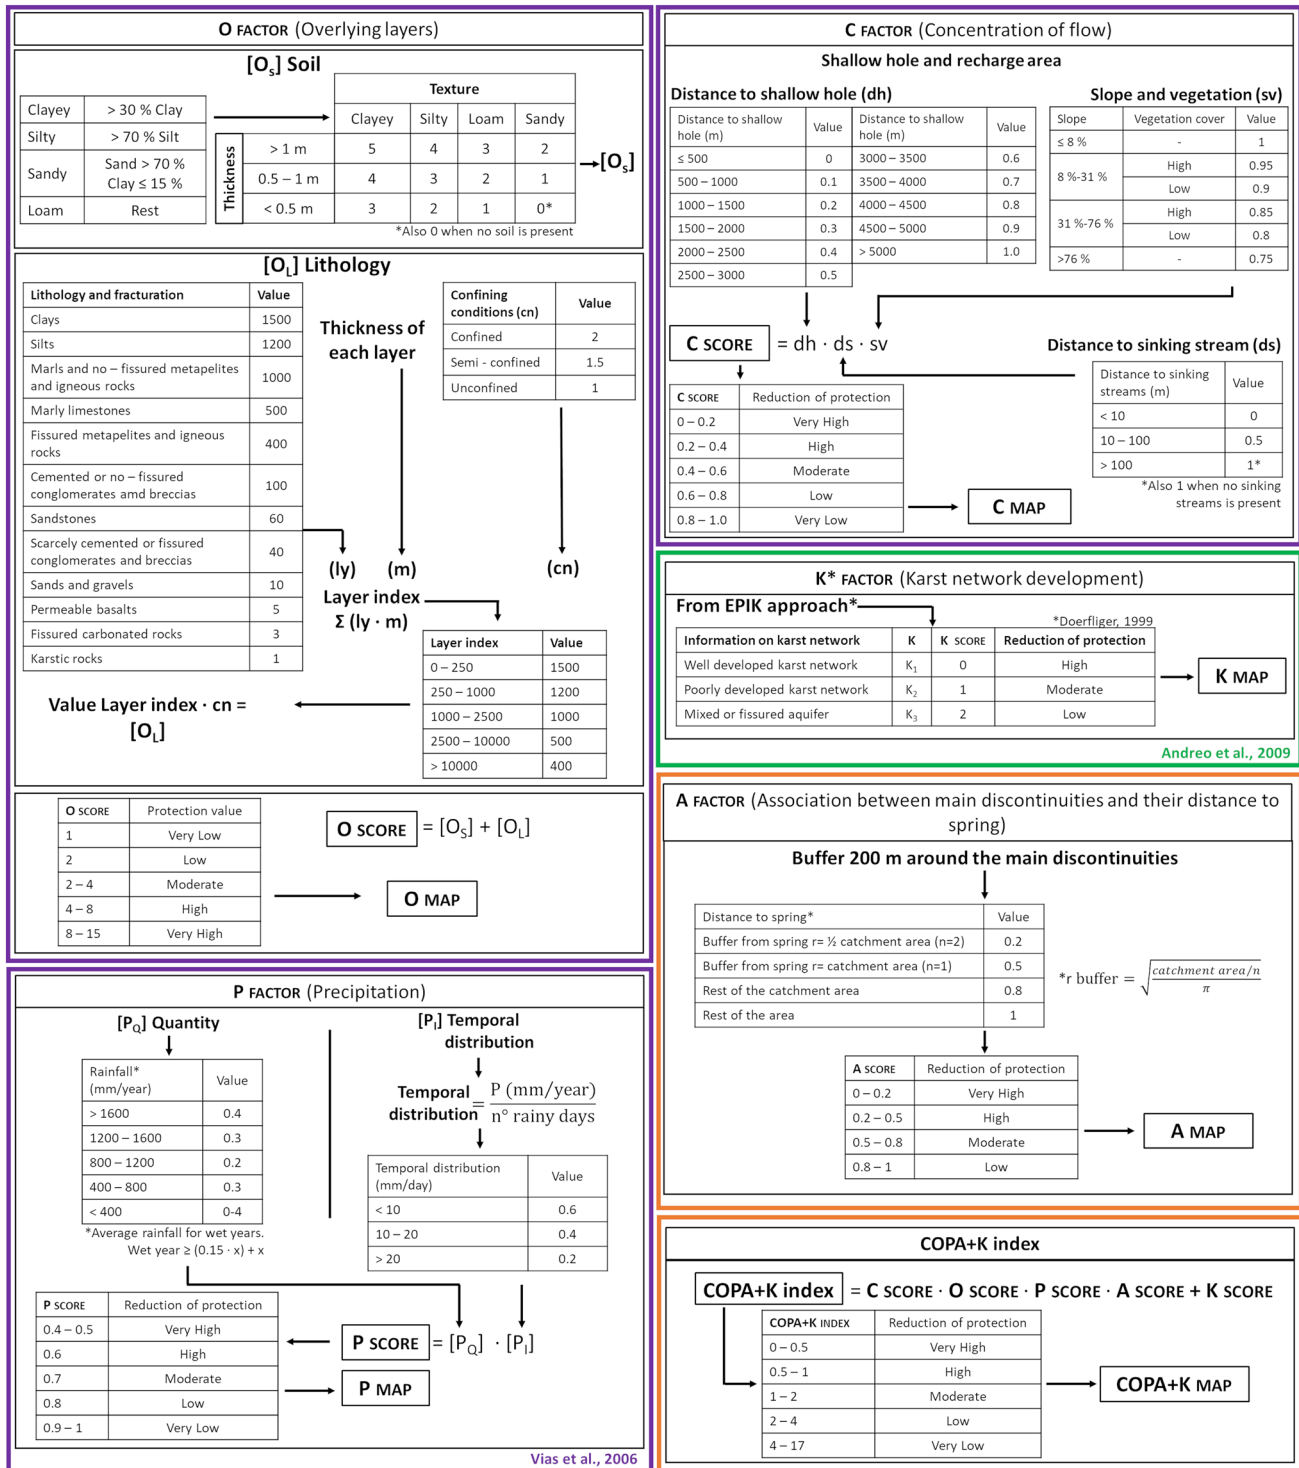 O FACTOR (Overlying layers)
[Os] Soil
Clayey > 30 % Clay
Silty > 70 % Silt
Sandy Sand > 70 % Clay ≤ 15 %
Loam Rest
Texture
Clayey Silty Loam Sandy
Thickness
> 1 m 5 4 3 2
0.5 – 1 m 4 3 2 1
< 0.5 m 3 2 1 0*
[Os]
*Also 0 when no soil is present
[OL] Lithology
Lithology and fracturation Value
Clays 1500
Silts 1200
Marls and no – fissured metapelites and igneous rocks 1000
Marly limestones 500
Fissured metapelites and igneous rocks 400
Cemented or no – fissured conglomerates amd breccias 100
Sandstones 60
Scarcely cemented or fissured conglomerates and breccias 40
Sands and gravels 10
Permeable basalts 5
Fissured carbonated rocks 3
Karstic rocks 1
Thickness of
each layer
Confining conditions (cn) Value
Confined 2
Semi - confined 1.5
Unconfined 1
(ly) (m) (cn)
Layer index
Σ (ly · m)
Layer index Value
0 – 250 1500
250 – 1000 1200
1000 – 2500 1000
2500 – 10000 500
> 10000 400
Value Layer index · cn =
[OL]
O SCORE Protection value
1 Very Low
2 Low
2 – 4 Moderate
4 – 8 High
8 – 15 Very High
O SCORE = [OS] + [OL]
O MAP
P FACTOR (Precipitation)
[PQ] Quantity
Rainfall* (mm/year) Value
> 1600 0.4
1200 – 1600 0.3
800 – 1200 0.2
400 – 800 0.3
< 400 0-4
*Average rainfall for wet years.
Wet year ≥ (0.15 · x) + x
[PI] Temporal
distribution
Temporal distribution = P (mm/year) / n° rainy days
Temporal distribution (mm/day) Value
< 10 0.6
10 – 20 0.4
> 20 0.2
P SCORE Reduction of protection
0.4 – 0.5 Very High
0.6 High
0.7 Moderate
0.8 Low
0.9 – 1 Very Low
P SCORE = [PQ] · [PI]
P MAP
Vias et al., 2006
C FACTOR (Concentration of flow)
Shallow hole and recharge area
Distance to shallow hole (dh)
Distance to shallow hole (m) Value
≤ 500 0
500 – 1000 0.1
1000 – 1500 0.2
1500 – 2000 0.3
2000 – 2500 0.4
2500 – 3000 0.5
Distance to shallow hole (m) Value
3000 – 3500 0.6
3500 – 4000 0.7
4000 – 4500 0.8
4500 – 5000 0.9
> 5000 1.0
Slope and vegetation (sv)
Slope Vegetation cover Value
≤ 8 % - 1
8 %-31 % High 0.95
Low 0.9
31 %-76 % High 0.85
Low 0.8
>76 % - 0.75
C SCORE = dh · ds · sv
C SCORE Reduction of protection
0 – 0.2 Very High
0.2 – 0.4 High
0.4 – 0.6 Moderate
0.6 – 0.8 Low
0.8 – 1.0 Very Low
Distance to sinking stream (ds)
Distance to sinking streams (m) Value
< 10 0
10 – 100 0.5
> 100 1*
*Also 1 when no sinking
streams is present
C MAP
K* FACTOR (Karst network development)
From EPIK approach*
*Doerfliger, 1999
Information on karst network K K SCORE Reduction of protection
Well developed karst network K1 0 High
Poorly developed karst network K2 1 Moderate
Mixed or fissured aquifer K3 2 Low
K MAP
Andreo et al., 2009
A FACTOR (Association between main discontinuities and their distance to
spring)
Buffer 200 m around the main discontinuities
Distance to spring* Value
Buffer from spring r= ½ catchment area (n=2) 0.2
Buffer from spring r= catchment area (n=1) 0.5
Rest of the catchment area 0.8
Rest of the area 1
*r buffer = √(catchment area/n / π)
A SCORE Reduction of protection
0 – 0.2 Very High
0.2 – 0.5 High
0.5 – 0.8 Moderate
0.8 – 1 Low
A MAP
COPA+K index
COPA+K index = C SCORE · O SCORE · P SCORE · A SCORE + K SCORE
COPA+K INDEX Reduction of protection
0 – 0.5 Very High
0.5 – 1 High
1 – 2 Moderate
2 – 4 Low
4 – 17 Very Low
COPA+K MAP